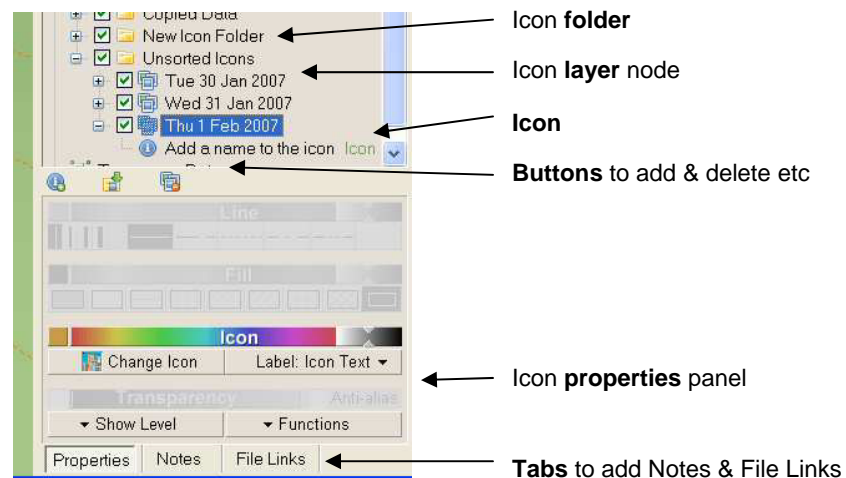 Copied Data
New Icon Folder
Unsorted Icons
Tue 30 Jan 2007
Wed 31 Jan 2007
Thu 1 Feb 2007
Add a name to the icon Icon
Line
Fill
Icon
Change Icon Label: Icon Text
Transparency Anti-alias
Show Level Functions
Properties Notes File Links
Icon folder
Icon layer node
Icon
Buttons to add & delete etc
Icon properties panel
Tabs to add Notes & File Links